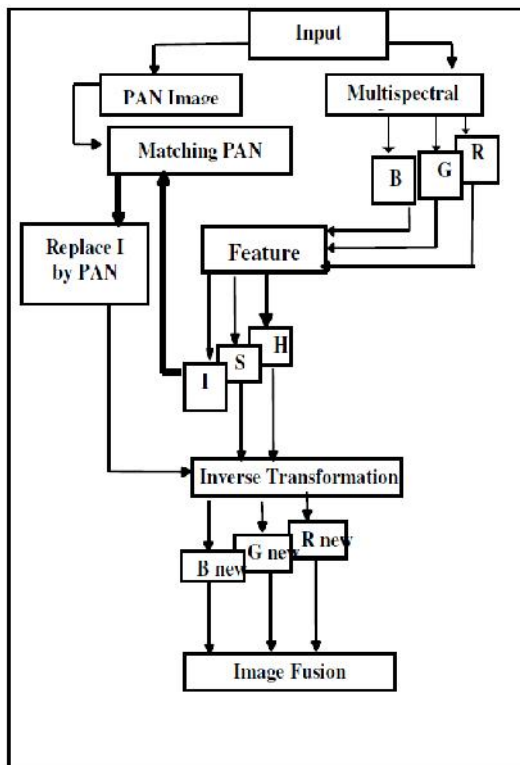 Input
PAN Image
Multispectral
Matching PAN
B
G
R
Replace I
by PAN
Feature
I
S
H
Inverse Transformation
B new
G new
R new
Image Fusion